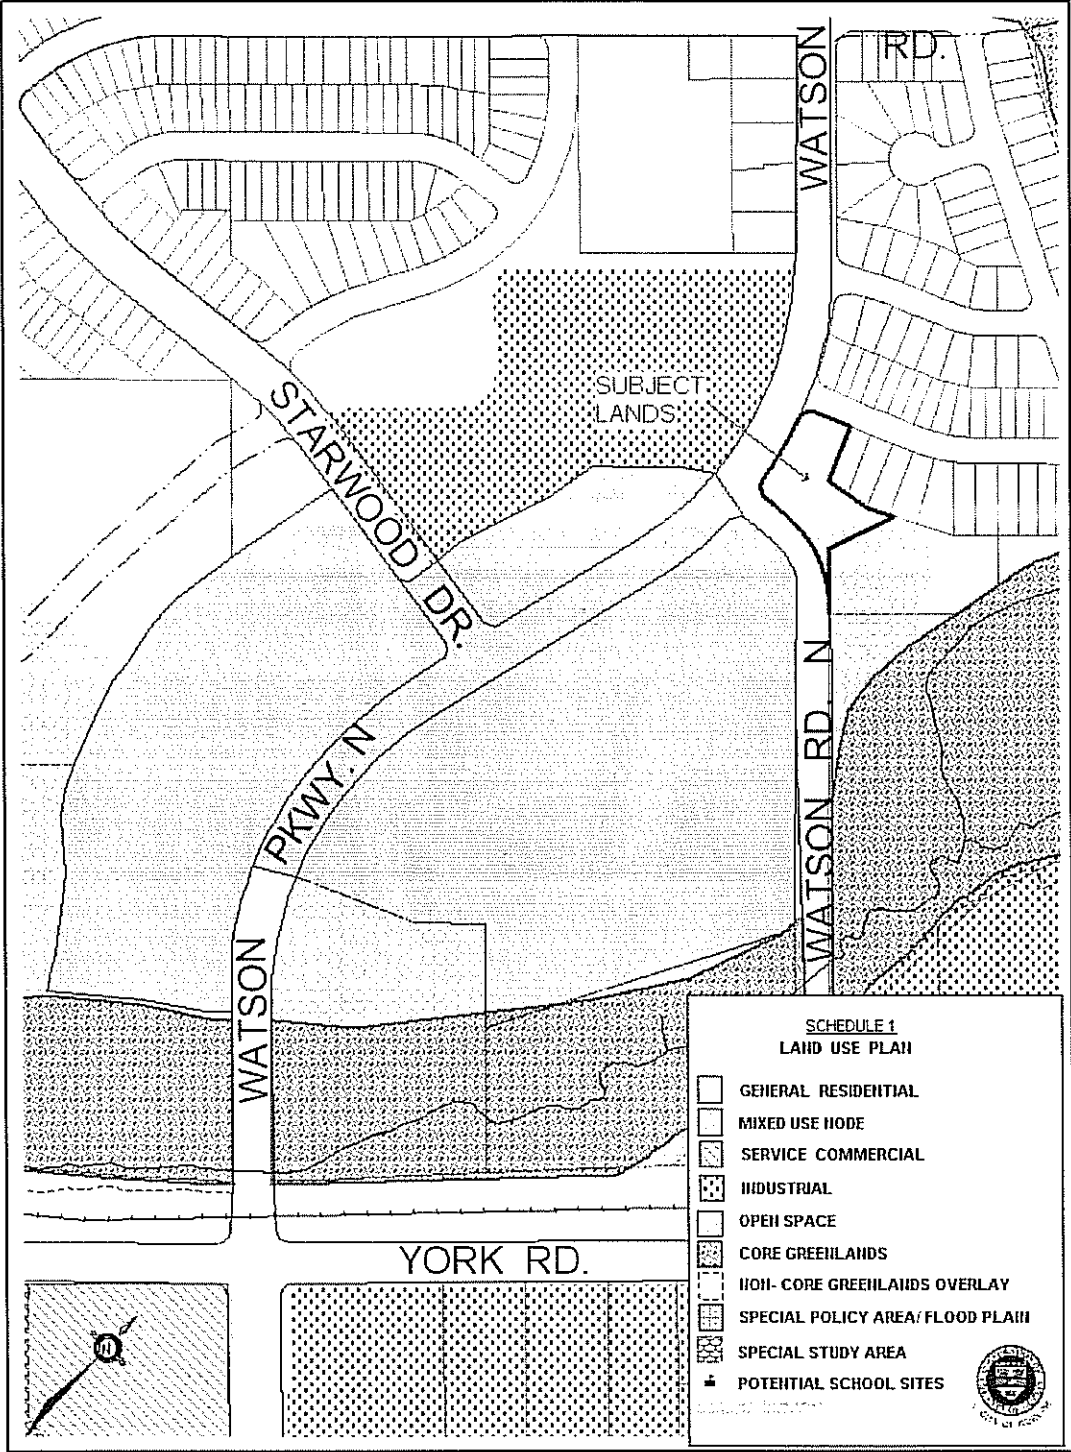 WATSON
RD.
SUBJECT
LANDS
STARWOOD DR.
WATSON RD. N
PKWY. N
WATSON
WATSON
YORK RD.
N
SCHEDULE 1
LAND USE PLAN
GENERAL RESIDENTIAL
MIXED USE NODE
SERVICE COMMERCIAL
INDUSTRIAL
OPEN SPACE
CORE GREENLANDS
NON-CORE GREENLANDS OVERLAY
SPECIAL POLICY AREA/FLOOD PLAIN
SPECIAL STUDY AREA
POTENTIAL SCHOOL SITES